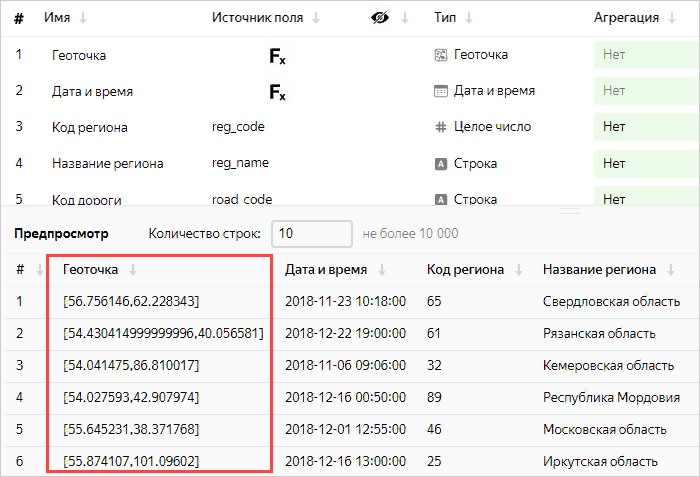 # Имя Источник поля Тип Агрегация
1 Геоточка Fx Геоточка Нет
2 Дата и время Fx Дата и время Нет
3 Код региона reg_code # Целое число Нет
4 Название региона reg_name A Строка Нет
5 Код дороги road_code A Строка Нет
Предпросмотр Количество строк: 10 не более 10 000
# Геоточка Дата и время Код региона Название региона
1 [56.756146,62.228343] 2018-11-23 10:18:00 65 Свердловская область
2 [54.430414999999996,40.056581] 2018-12-22 19:00:00 61 Рязанская область
3 [54.041475,86.810017] 2018-11-06 09:06:00 32 Кемеровская область
4 [54.027593,42.907974] 2018-12-16 00:50:00 89 Республика Мордовия
5 [55.645231,38.371768] 2018-12-01 12:55:00 46 Московская область
6 [55.874107,101.09602] 2018-12-16 13:00:00 25 Иркутская область